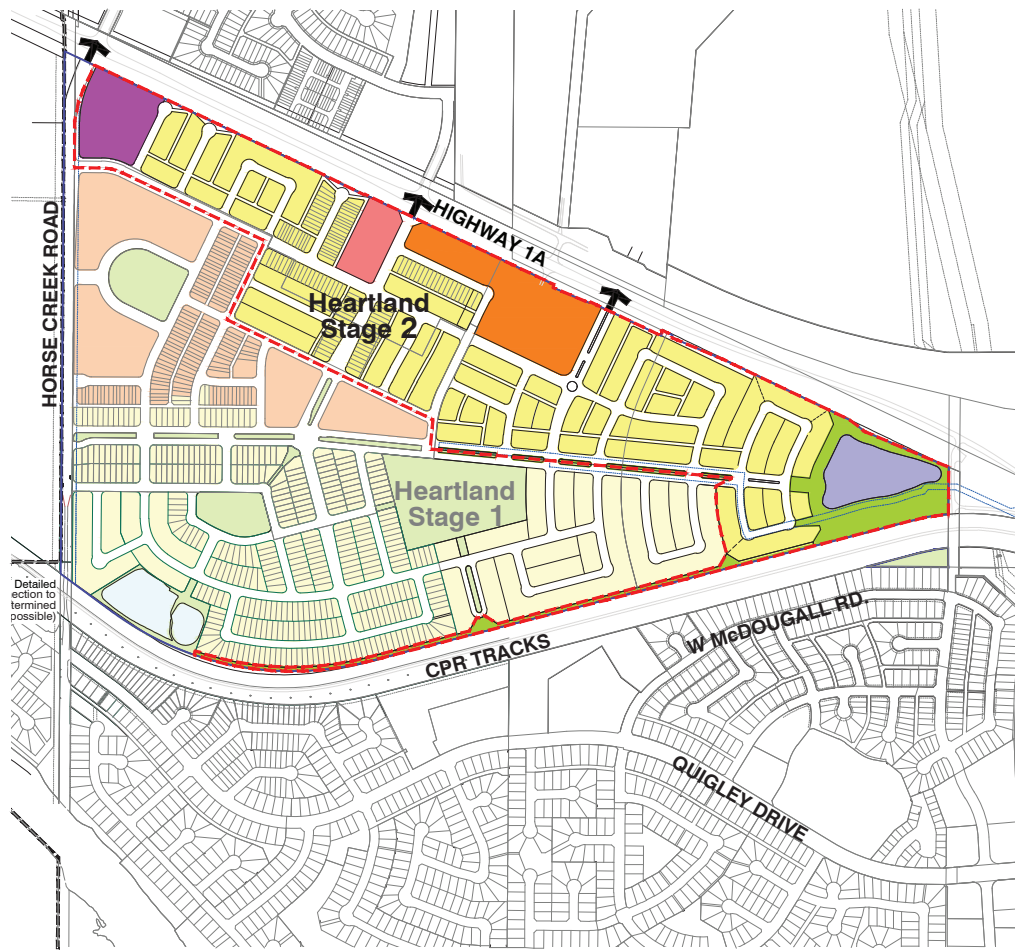 HIGHWAY 1A
HORSE CREEK ROAD
Heartland
Stage 2
Heartland
Stage 1
Detailed
ection to
termined
possible)
W McDOUGALL RD.
CPR TRACKS
QUIGLEY DRIVE